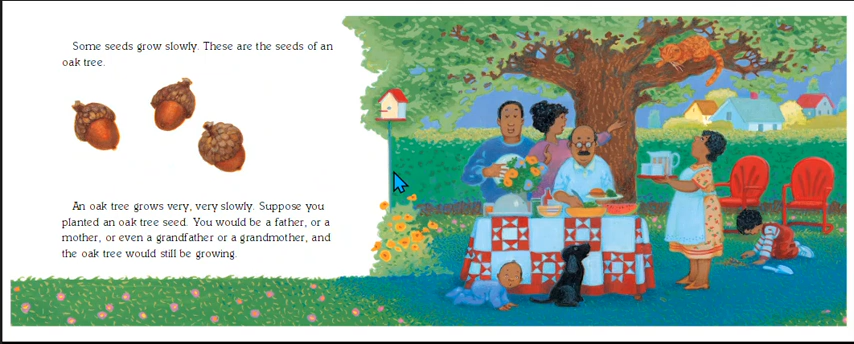 Some seeds grow slowly. These are the seeds of an
oak tree.
An oak tree grows very, very slowly. Suppose you
planted an oak tree seed. You would be a father, or a
mother, or even a grandfather or a grandmother, and
the oak tree would still be growing.